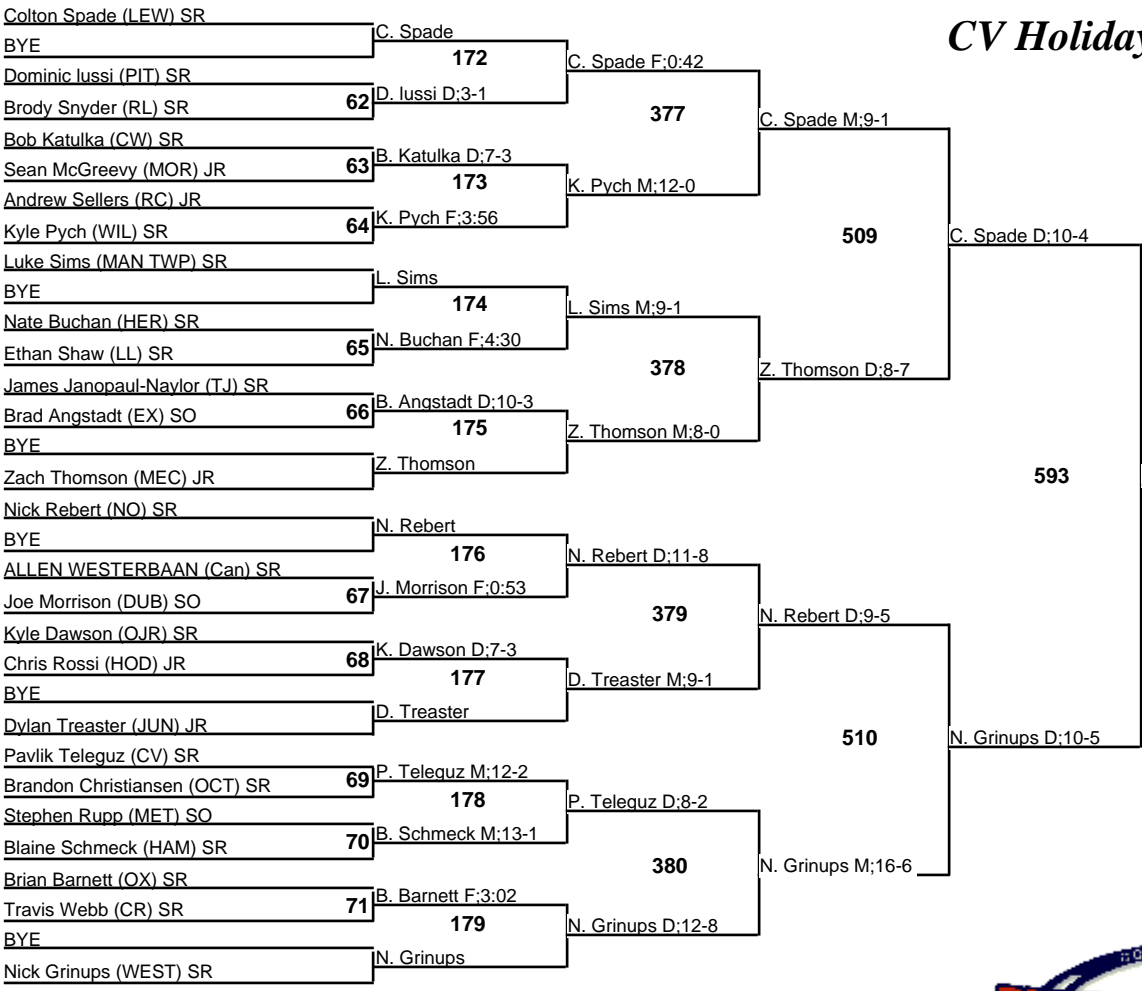 CV Holiday
Colton Spade (LEW) SR
BYE
Dominic Iussi (PIT) SR
Brody Snyder (RL) SR
Bob Katulka (CW) SR
Sean McGreevy (MOR) JR
Andrew Sellers (RC) JR
Kyle Pych (WIL) SR
Luke Sims (MAN TWP) SR
BYE
Nate Buchan (HER) SR
Ethan Shaw (LL) SR
James Janopaul-Naylor (TJ) SR
Brad Angstadt (EX) SO
BYE
Zach Thomson (MEC) JR
Nick Rebert (NO) SR
BYE
ALLEN WESTERBAAN (Can) SR
Joe Morrison (DUB) SO
Kyle Dawson (OJR) SR
Chris Rossi (HOD) JR
BYE
Dylan Treaster (JUN) JR
Pavlik Teleguz (CV) SR
Brandon Christiansen (OCT) SR
Stephen Rupp (MET) SO
Blaine Schmeck (HAM) SR
Brian Barnett (OX) SR
Travis Webb (CR) SR
BYE
Nick Grinups (WEST) SR
62
63
64
65
66
67
68
69
70
71
C. Spade
172
D. Iussi D;3-1
B. Katulka D;7-3
173
K. Pych F;3:56
L. Sims
174
N. Buchan F;4:30
B. Angstadt D;10-3
175
Z. Thomson
N. Rebert
176
J. Morrison F;0:53
K. Dawson D;7-3
177
D. Treaster
P. Teleguz M;12-2
178
B. Schmeck M;13-1
B. Barnett F;3:02
179
N. Grinups
C. Spade F;0:42
377
K. Pych M;12-0
L. Sims M;9-1
378
Z. Thomson M;8-0
N. Rebert D;11-8
379
D. Treaster M;9-1
P. Teleguz D;8-2
380
N. Grinups D;12-8
C. Spade M;9-1
509
Z. Thomson D;8-7
N. Rebert D;9-5
510
N. Grinups M;16-6
C. Spade D;10-4
593
N. Grinups D;10-5